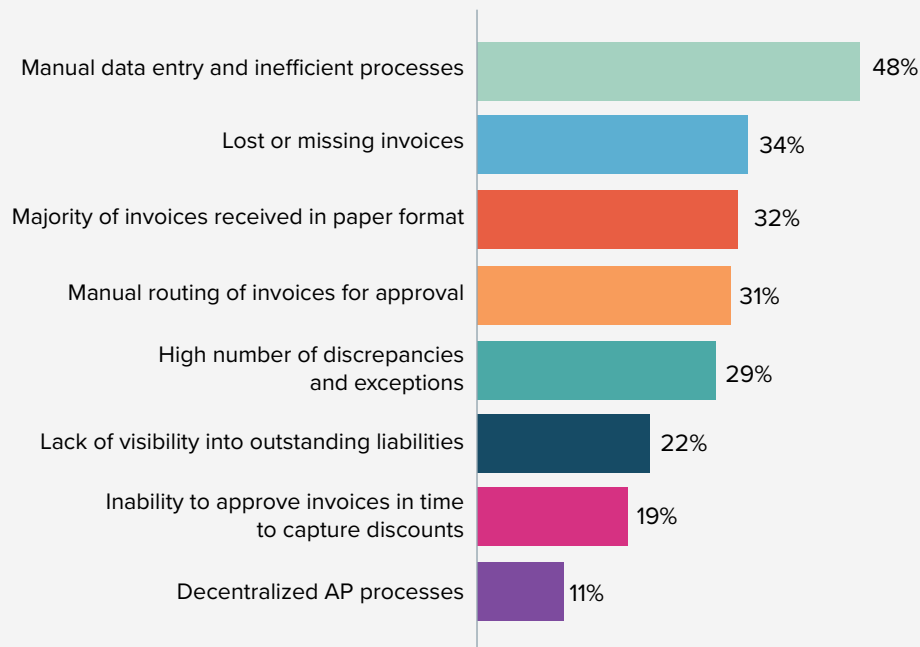 Manual data entry and inefficient processes 48%
Lost or missing invoices 34%
Majority of invoices received in paper format 32%
Manual routing of invoices for approval 31%
High number of discrepancies
and exceptions 29%
Lack of visibility into outstanding liabilities 22%
Inability to approve invoices in time
to capture discounts 19%
Decentralized AP processes 11%